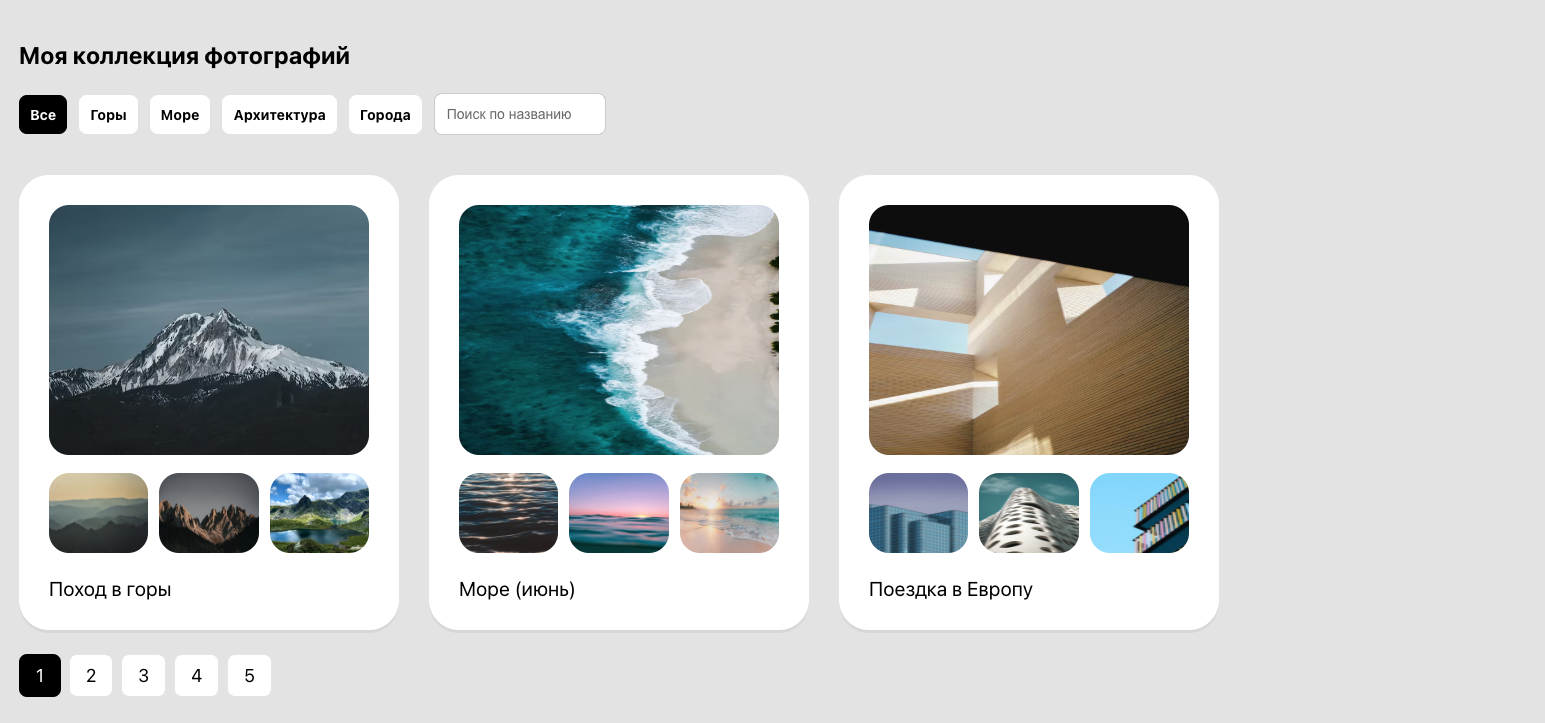 Моя коллекция фотографий
Все Горы Море Архитектура Города Поиск по названию
Поход в горы Море (июнь) Поездка в Европу
1 2 3 4 5